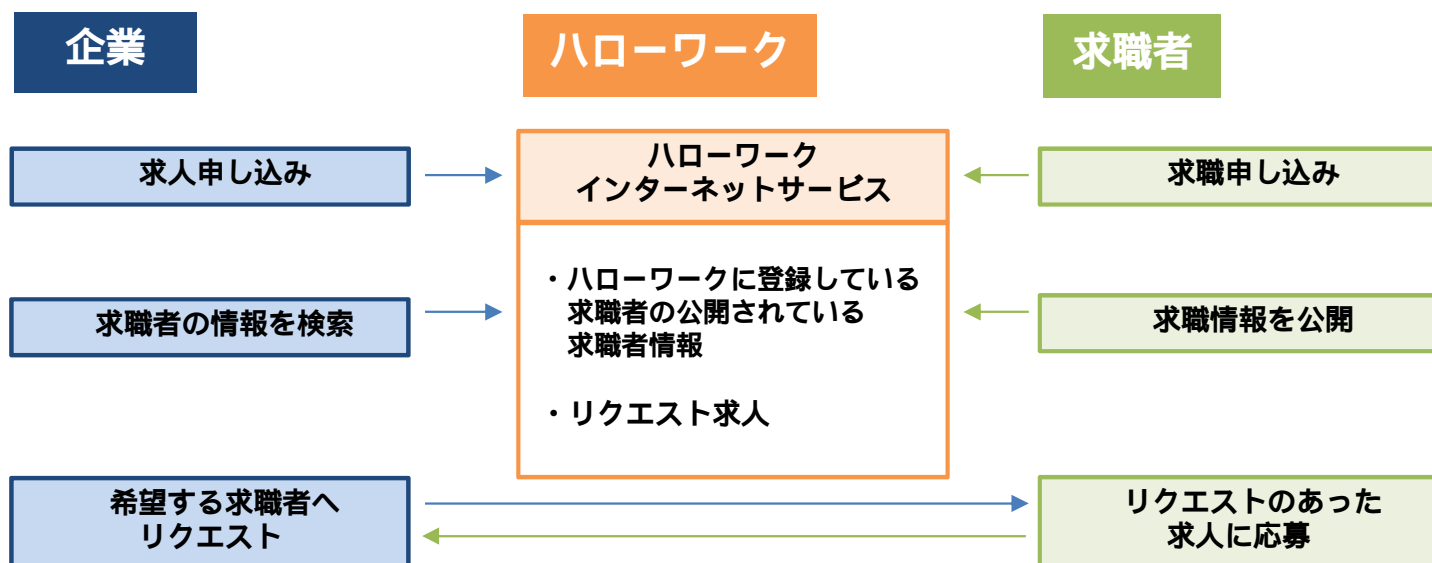 企業
ハローワーク
求職者
求人申し込み
ハローワーク
インターネットサービス
求職申し込み
求職者の情報を検索
・ハローワークに登録している
求職者の公開されている
求職者情報
・リクエスト求人
求職情報を公開
希望する求職者へ
リクエスト
リクエストのあった
求人に応募